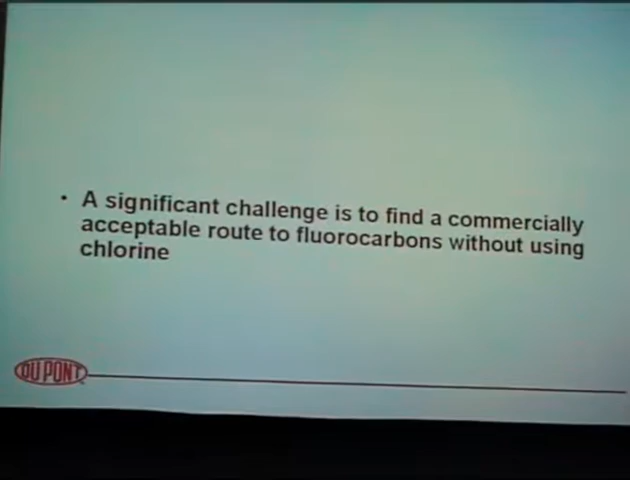 • A significant challenge is to find a commercially
acceptable route to fluorocarbons without using
chlorine
DUPONT